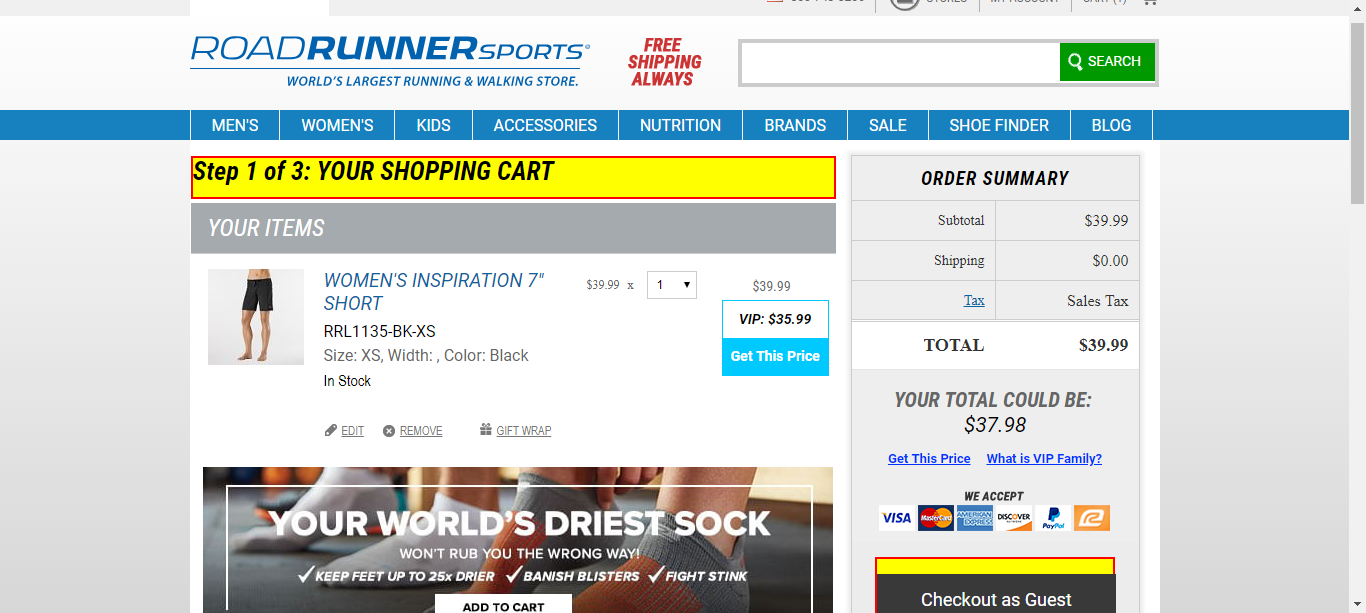 ROADRUNNERSPORTS
WORLD'S LARGEST RUNNING & WALKING STORE.
FREE
SHIPPING
ALWAYS
SEARCH
MEN'S WOMEN'S KIDS ACCESSORIES NUTRITION BRANDS SALE SHOE FINDER BLOG
Step 1 of 3: YOUR SHOPPING CART
YOUR ITEMS
WOMEN'S INSPIRATION 7"
SHORT
$39.99 x 1 $39.99
RRL1135-BK-XS
Size: XS, Width: , Color: Black
In Stock
VIP: $35.99
Get This Price
EDIT REMOVE GIFT WRAP
YOUR WORLD'S DRIEST SOCK
WON'T RUB YOU THE WRONG WAY!
KEEP FEET UP TO 25x DRIER BANISH BLISTERS FIGHT STINK
ADD TO CART
ORDER SUMMARY
Subtotal $39.99
Shipping $0.00
Tax Sales Tax
TOTAL $39.99
YOUR TOTAL COULD BE:
$37.98
Get This Price What is VIP Family?
WE ACCEPT
VISA MasterCard AMERICAN EXPRESS DISCOVER PayPal
Checkout as Guest